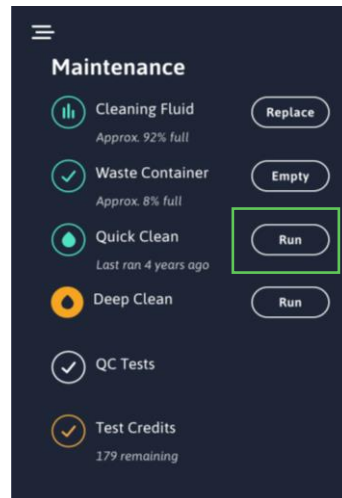 Maintenance
Cleaning Fluid
Replace
Approx. 92% full
Waste Container
Empty
Approx. 8% full
Quick Clean
Run
Last ran 4 years ago
Deep Clean
Run
QC Tests
Test Credits
179 remaining